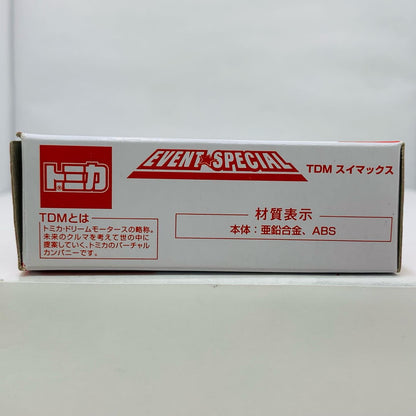 トミカ
EVENT★SPECIAL
TDM スイマックス
TDMとは
トミカ・ドリームモータースの略称。
未来のクルマを考えて世の中に
提案していく、トミカのバーチャル
カンパニーです。
材質表示
本体：亜鉛合金、ABS